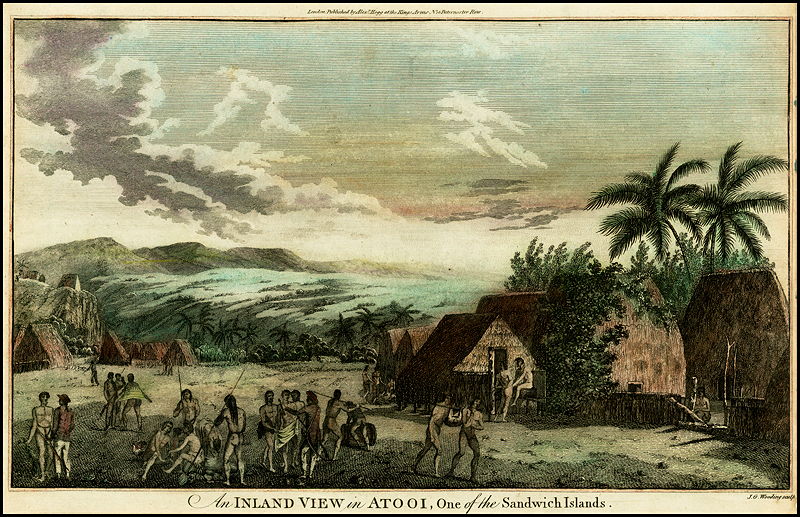 London, Published by Alexr. Hogg at the Kings Arms, No. 16 Paternoster Row.
An INLAND VIEW in ATOOI, One of the Sandwich Islands.
J.G. Wooding sculp.